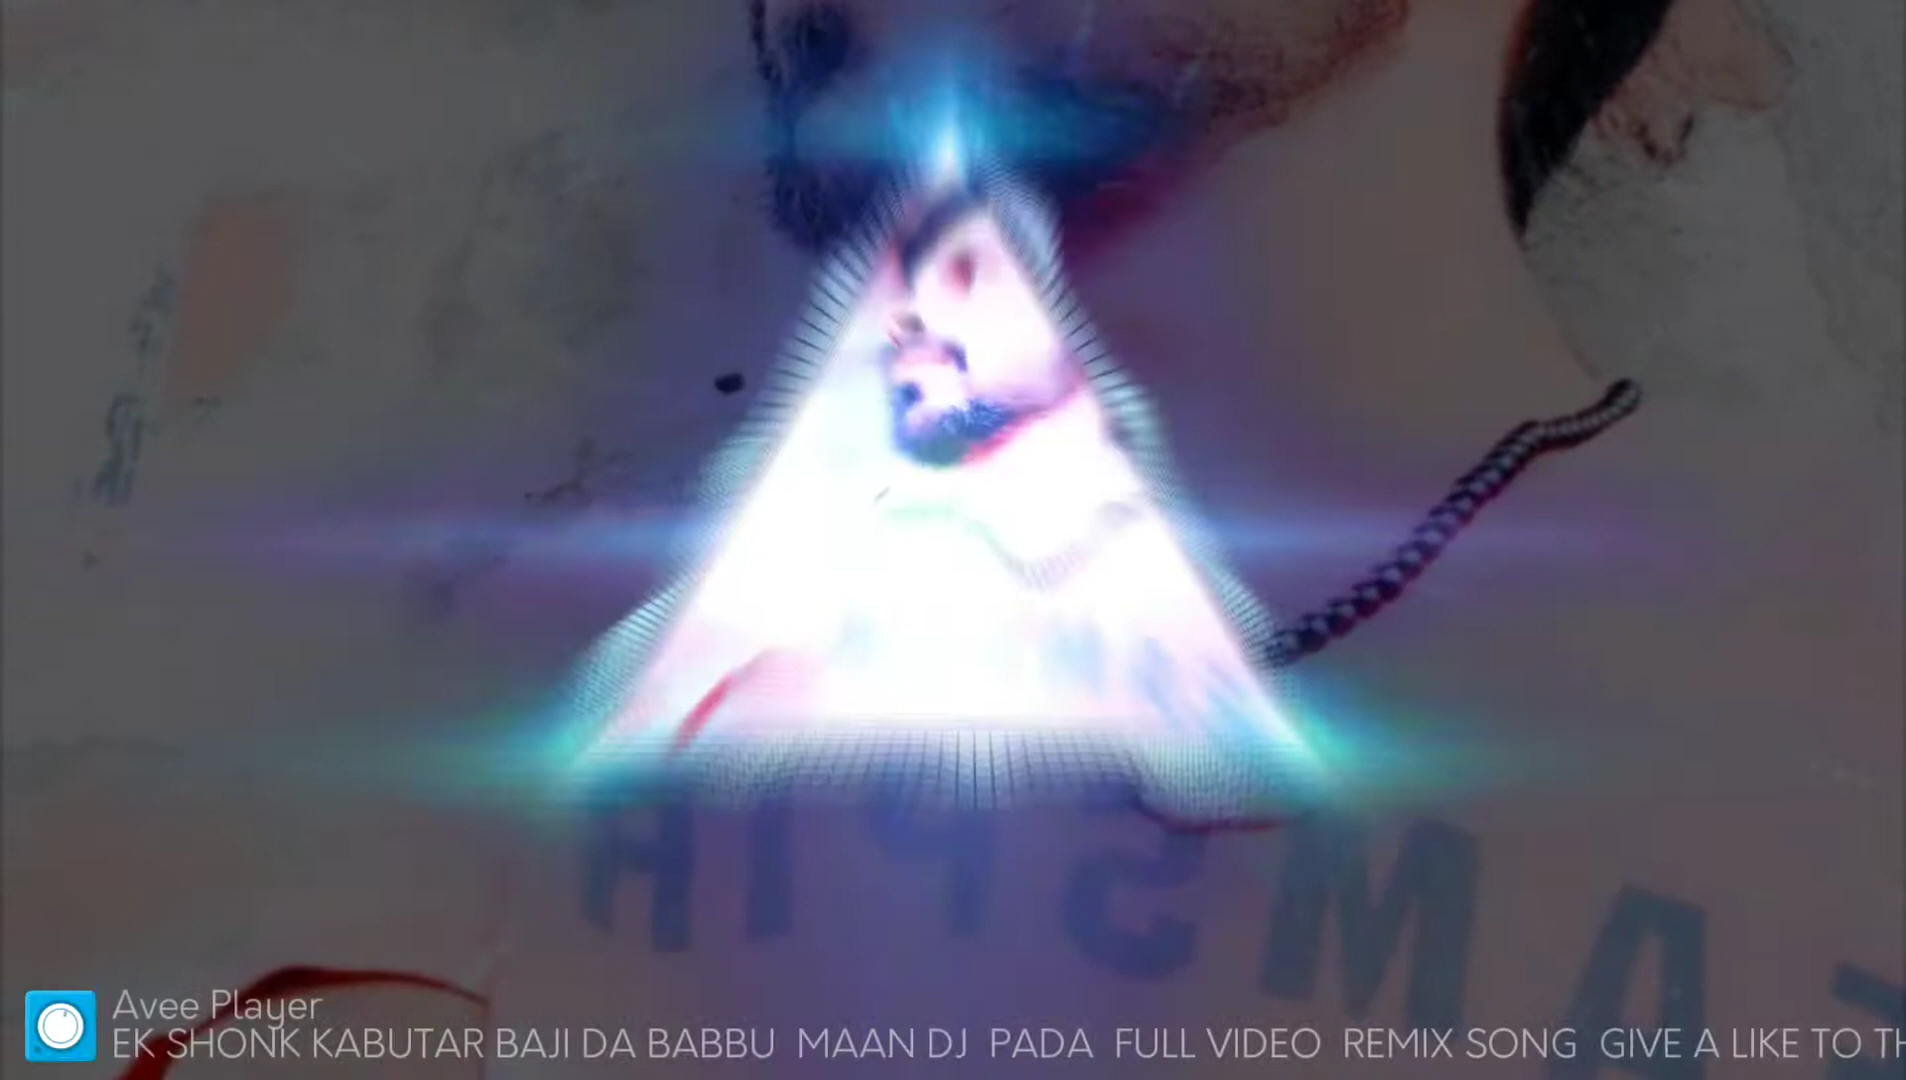 Avee Player
EK SHONK KABUTAR BAJI DA BABBU MAAN DJ PADA FULL VIDEO REMIX SONG GIVE A LIKE TO TH